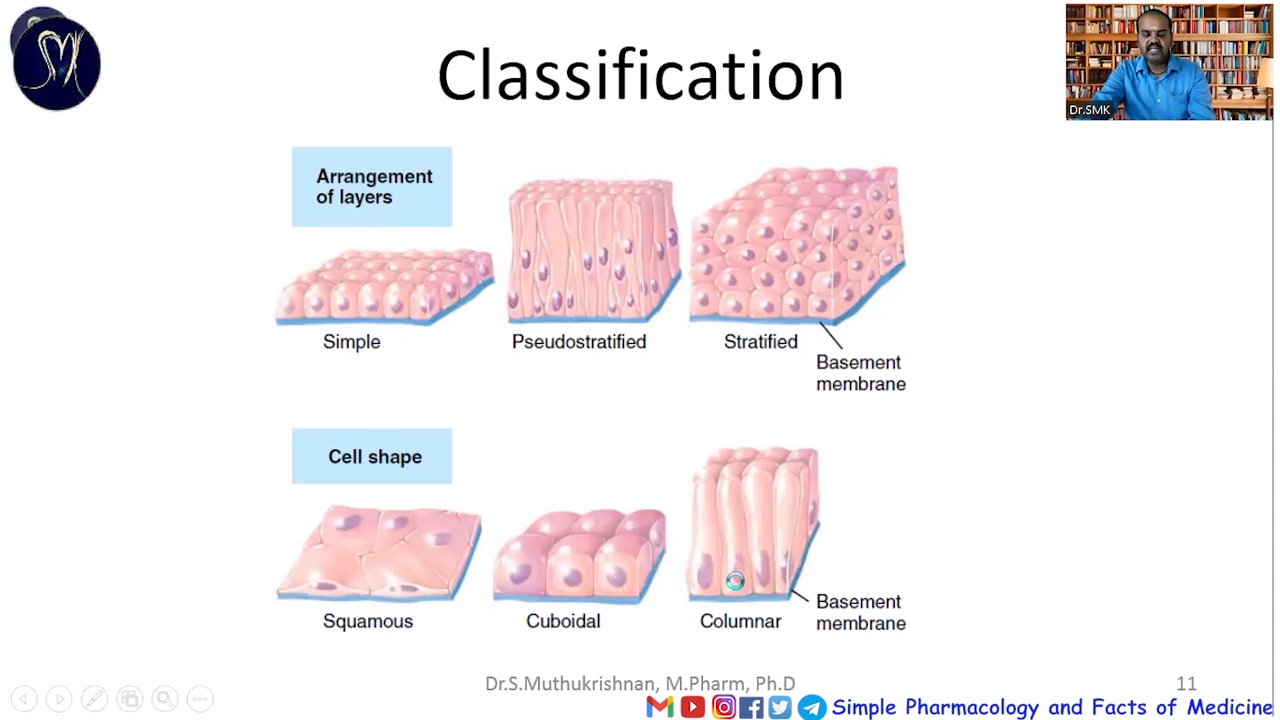 SM
Classification
Dr.SMK
Arrangement
of layers
Simple
Pseudostratified
Stratified
Basement
membrane
Cell shape
Squamous
Cuboidal
Columnar
Basement
membrane
Dr.S.Muthukrishnan, M.Pharm, Ph.D
11
Simple Pharmacology and Facts of Medicine